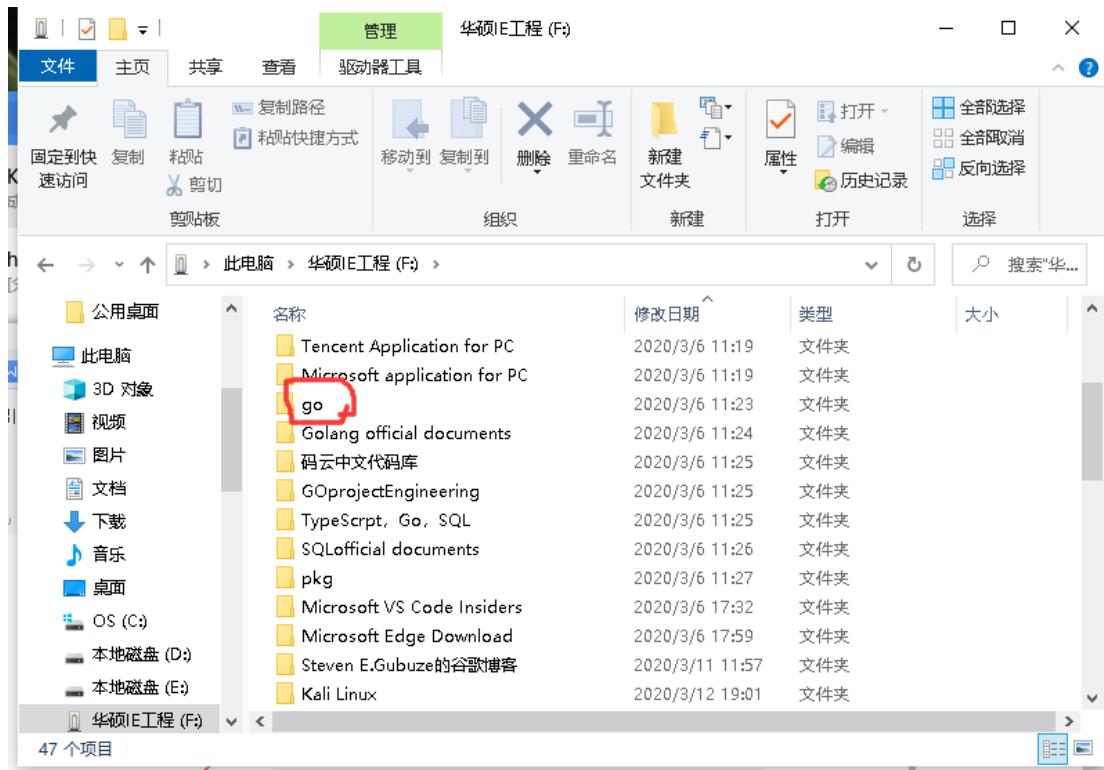 管理
华硕IE工程 (F:)
文件 主页 共享 查看 驱动器工具
固定到快速访问
复制
粘贴
复制路径
粘贴快捷方式
剪切
剪贴板
移动到 复制到 删除 重命名
组织
新建文件夹
新建
属性
打开
编辑
历史记录
打开
全部选择
全部取消
反向选择
选择
此电脑 > 华硕IE工程 (F:) >
搜索"华...
公用桌面
此电脑
3D 对象
视频
图片
文档
下载
音乐
桌面
OS (C:)
本地磁盘 (D:)
本地磁盘 (E:)
华硕IE工程 (F:)
名称 修改日期 类型 大小
Tencent Application for PC 2020/3/6 11:19 文件夹
Microsoft application for PC 2020/3/6 11:19 文件夹
go 2020/3/6 11:23 文件夹
Golang official documents 2020/3/6 11:24 文件夹
码云中文代码库 2020/3/6 11:25 文件夹
GOprojectEngineering 2020/3/6 11:25 文件夹
TypeScrpt，Go，SQL 2020/3/6 11:25 文件夹
SQLofficial documents 2020/3/6 11:26 文件夹
pkg 2020/3/6 11:27 文件夹
Microsoft VS Code Insiders 2020/3/6 17:32 文件夹
Microsoft Edge Download 2020/3/6 17:59 文件夹
Steven E.Gubuze的谷歌博客 2020/3/11 11:57 文件夹
Kali Linux 2020/3/12 19:01 文件夹
47 个项目